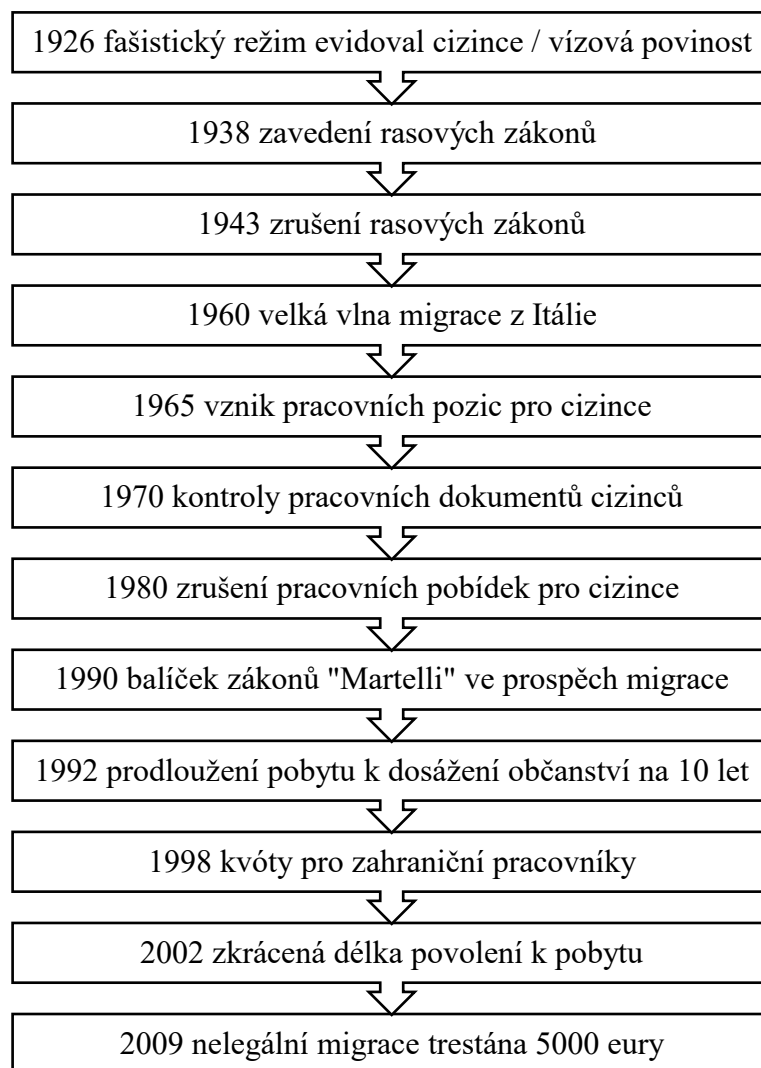 1926 fašistický režim evidoval cizince / vízová povinost
1938 zavedení rasových zákonů
1943 zrušení rasových zákonů
1960 velká vlna migrace z Itálie
1965 vznik pracovních pozic pro cizince
1970 kontroly pracovních dokumentů cizinců
1980 zrušení pracovních pobídek pro cizince
1990 balíček zákonů "Martelli" ve prospěch migrace
1992 prodloužení pobytu k dosážení občanství na 10 let
1998 kvóty pro zahraniční pracovníky
2002 zkrácená délka povolení k pobytu
2009 nelegální migrace trestána 5000 eury